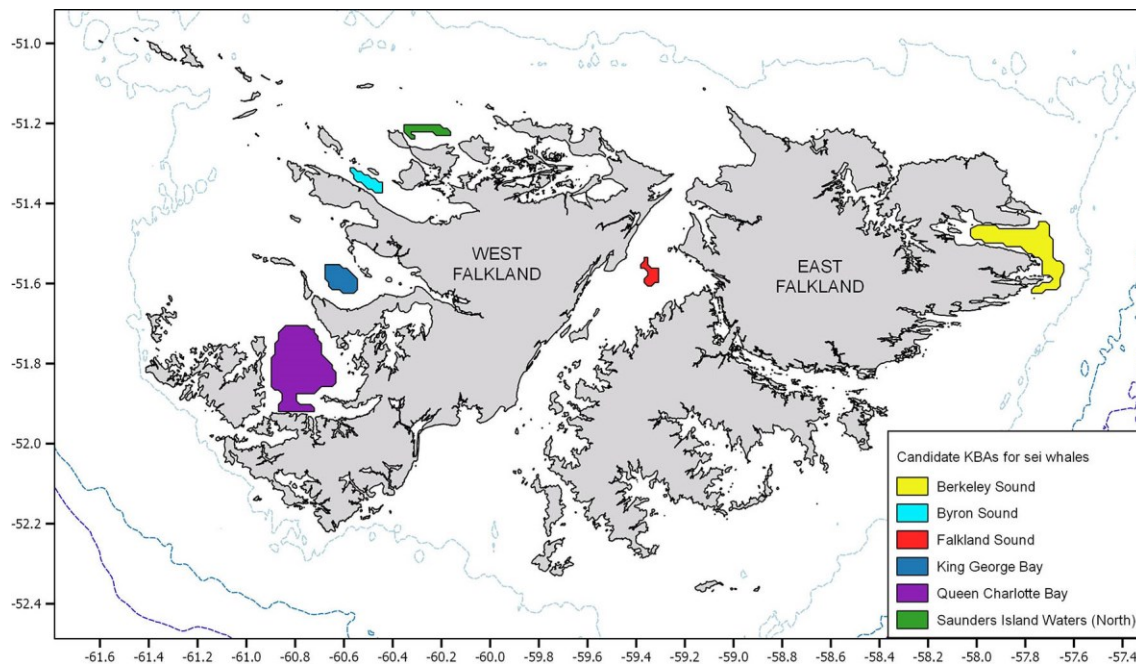 -51.0
-51.2
-51.4
-51.6
-51.8
-52.0
-52.2
-52.4
WEST
FALKLAND
EAST
FALKLAND
Candidate KBAs for sei whales
Berkeley Sound
Byron Sound
Falkland Sound
King George Bay
Queen Charlotte Bay
Saunders Island Waters (North)
-61.6 -61.4 -61.2 -61.0 -60.8 -60.6 -60.4 -60.2 -60.0 -59.8 -59.6 -59.4 -59.2 -59.0 -58.8 -58.6 -58.4 -58.2 -58.0 -57.8 -57.6 -57.4 -57.2